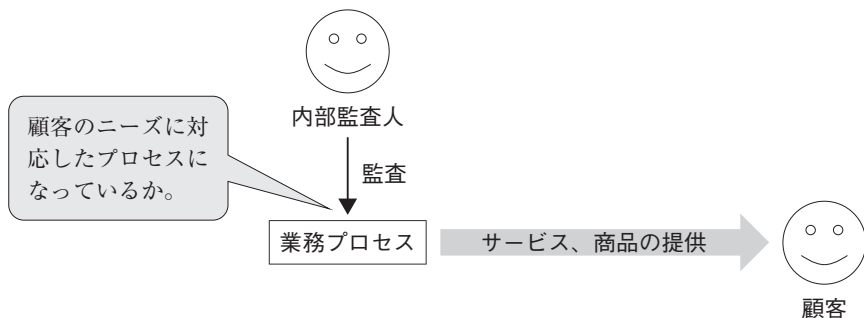 内部監査人
顧客のニーズに対
応したプロセスに
なっているか。
監査
業務プロセス
サービス、商品の提供
顧客